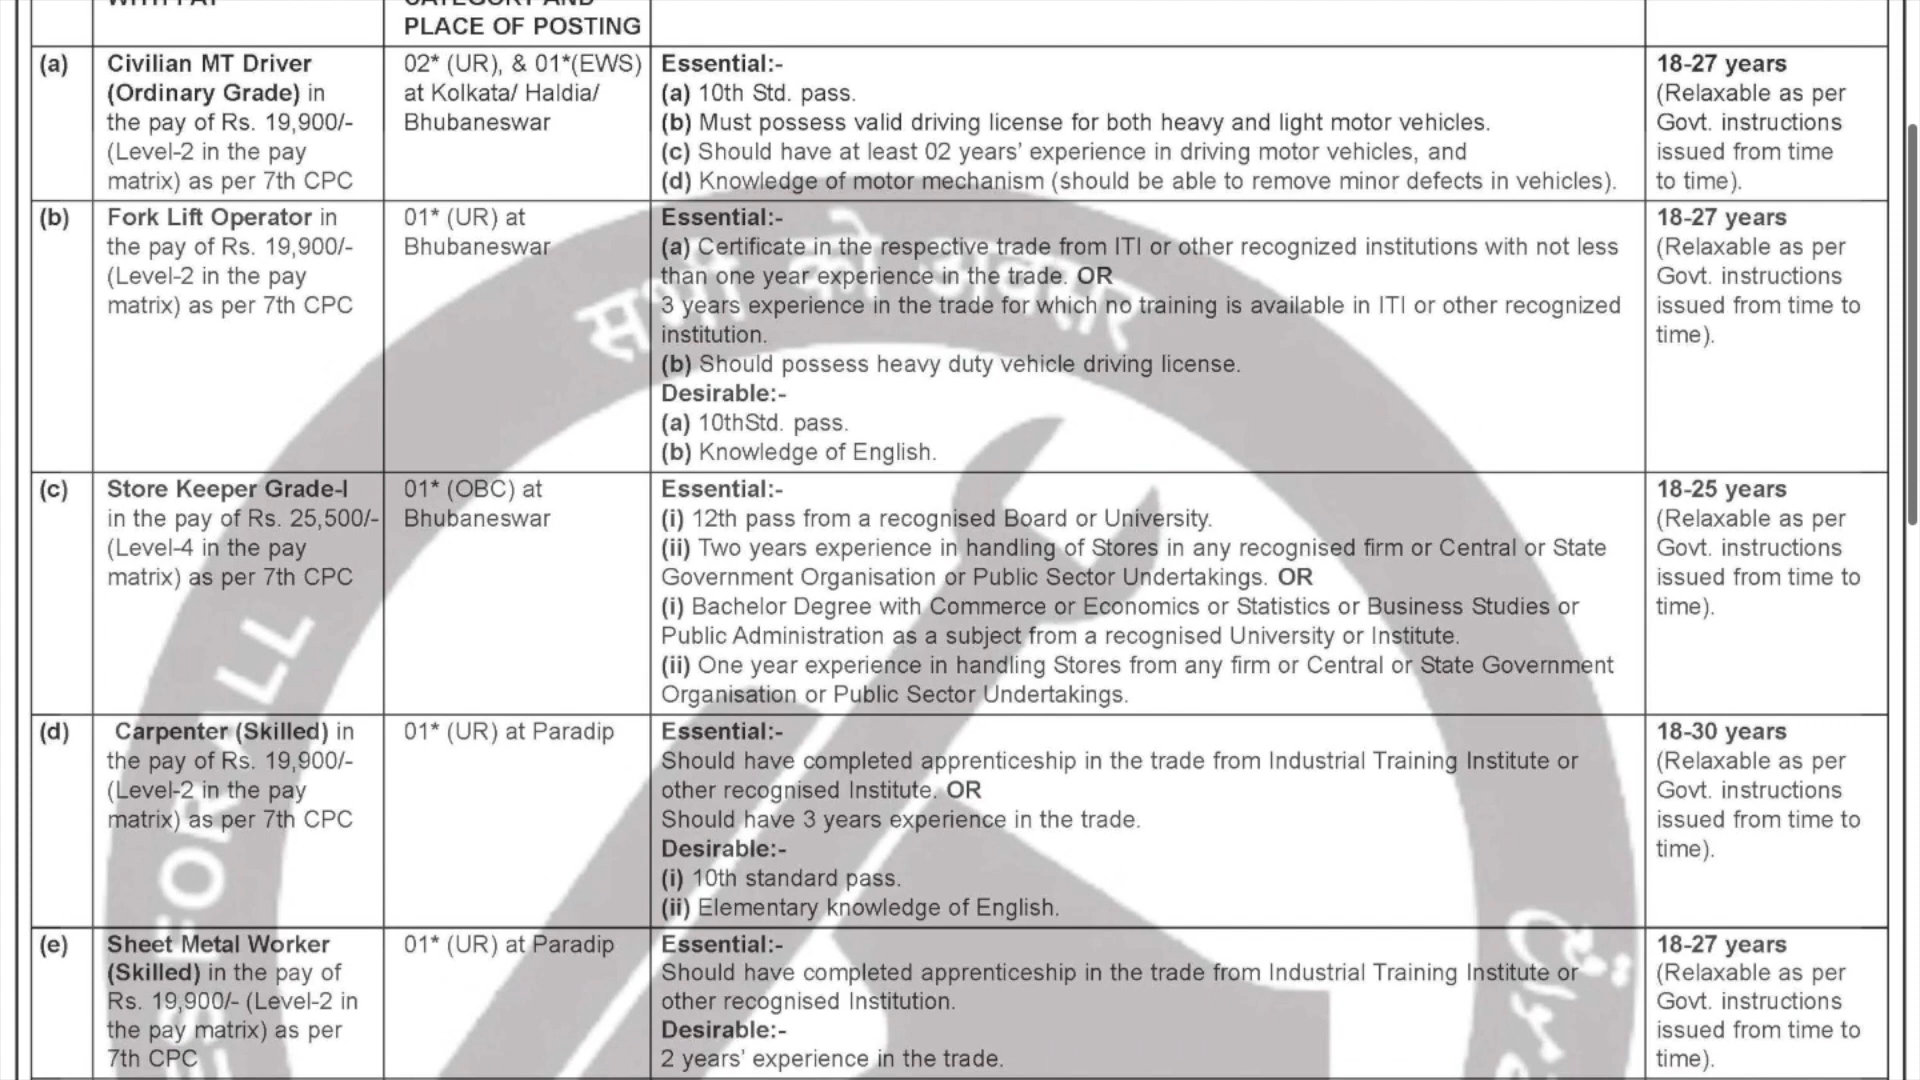 PLACE OF POSTING
(a)
Civilian MT Driver
(Ordinary Grade) in
the pay of Rs. 19,900/-
(Level-2 in the pay
matrix) as per 7th CPC
02* (UR), & 01*(EWS)
at Kolkata/ Haldia/
Bhubaneswar
Essential:-
(a) 10th Std. pass.
(b) Must possess valid driving license for both heavy and light motor vehicles.
(c) Should have at least 02 years' experience in driving motor vehicles, and
(d) Knowledge of motor mechanism (should be able to remove minor defects in vehicles).
18-27 years
(Relaxable as per
Govt. instructions
issued from time
to time).
(b)
Fork Lift Operator in
the pay of Rs. 19,900/-
(Level-2 in the pay
matrix) as per 7th CPC
01* (UR) at
Bhubaneswar
Essential:-
(a) Certificate in the respective trade from ITI or other recognized institutions with not less
than one year experience in the trade. OR
3 years experience in the trade for which no training is available in ITI or other recognized
institution.
(b) Should possess heavy duty vehicle driving license.
Desirable:-
(a) 10thStd. pass.
(b) Knowledge of English.
18-27 years
(Relaxable as per
Govt. instructions
issued from time to
time).
(c)
Store Keeper Grade-I
in the pay of Rs. 25,500/-
(Level-4 in the pay
matrix) as per 7th CPC
01* (OBC) at
Bhubaneswar
Essential:-
(i) 12th pass from a recognised Board or University.
(ii) Two years experience in handling of Stores in any recognised firm or Central or State
Government Organisation or Public Sector Undertakings. OR
(i) Bachelor Degree with Commerce or Economics or Statistics or Business Studies or
Public Administration as a subject from a recognised University or Institute.
(ii) One year experience in handling Stores from any firm or Central or State Government
Organisation or Public Sector Undertakings.
18-25 years
(Relaxable as per
Govt. instructions
issued from time to
time).
(d)
Carpenter (Skilled) in
the pay of Rs. 19,900/-
(Level-2 in the pay
matrix) as per 7th CPC
01* (UR) at Paradip
Essential:-
Should have completed apprenticeship in the trade from Industrial Training Institute or
other recognised Institute. OR
Should have 3 years experience in the trade.
Desirable:-
(i) 10th standard pass.
(ii) Elementary knowledge of English.
18-30 years
(Relaxable as per
Govt. instructions
issued from time to
time).
(e)
Sheet Metal Worker
(Skilled) in the pay of
Rs. 19,900/- (Level-2 in
the pay matrix) as per
7th CPC
01* (UR) at Paradip
Essential:-
Should have completed apprenticeship in the trade from Industrial Training Institute or
other recognised Institution.
Desirable:-
2 years' experience in the trade.
18-27 years
(Relaxable as per
Govt. instructions
issued from time to
time).
FOR ALL